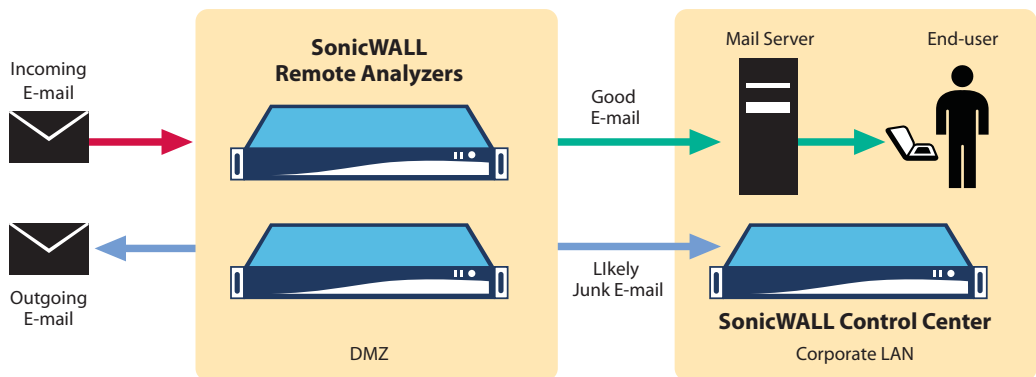 Incoming
E-mail
Outgoing
E-mail
SonicWALL
Remote Analyzers
DMZ
Good
E-mail
LIkely
Junk E-mail
Mail Server
End-user
SonicWALL Control Center
Corporate LAN